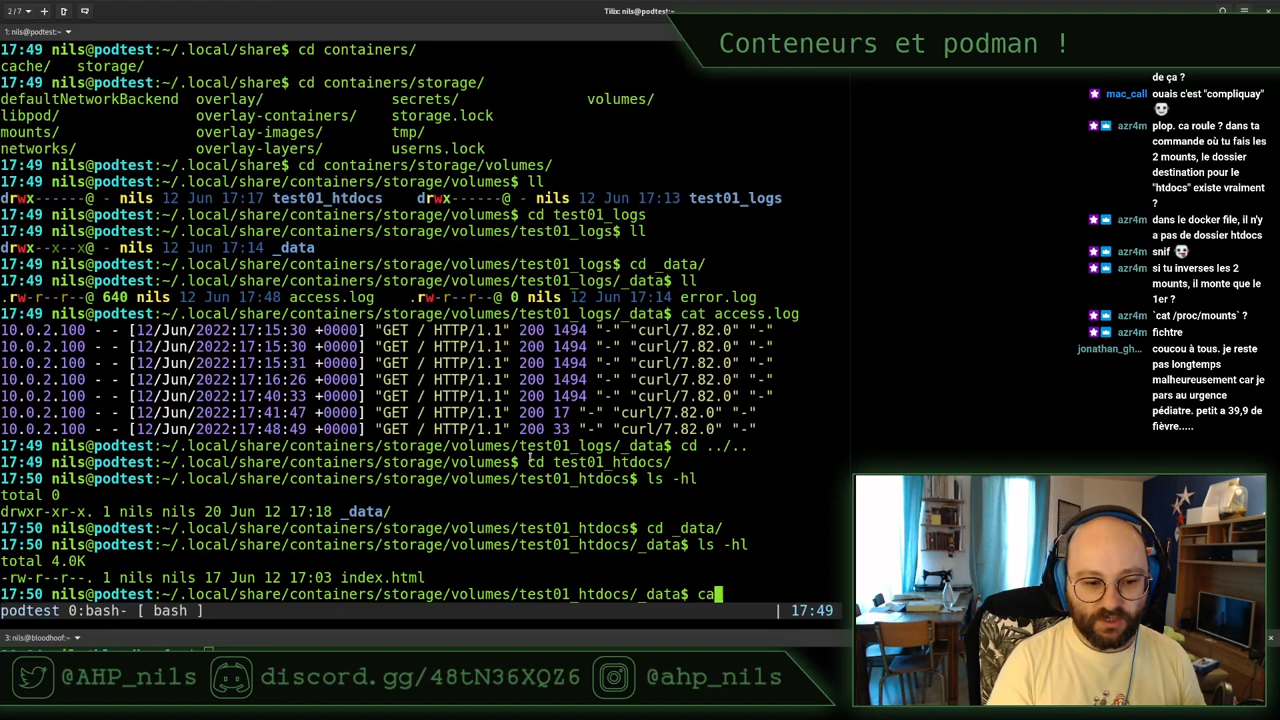 2/7
Tilix: nils@podtest:~
1: nils@podtest:~
Conteneurs et podman !
17:49 nils@podtest:~/.local/share$ cd containers/
cache/ storage/
17:49 nils@podtest:~/.local/share$ cd containers/storage/
defaultNetworkBackend overlay/ secrets/ volumes/
libpod/ overlay-containers/ storage.lock
mounts/ overlay-images/ tmp/
networks/ overlay-layers/ userns.lock
17:49 nils@podtest:~/.local/share$ cd containers/storage/volumes/
17:49 nils@podtest:~/.local/share/containers/storage/volumes$ ll
drwx------@ - nils 12 Jun 17:17 test01_htdocs drwx------@ - nils 12 Jun 17:13 test01_logs
17:49 nils@podtest:~/.local/share/containers/storage/volumes$ cd test01_logs
17:49 nils@podtest:~/.local/share/containers/storage/volumes/test01_logs$ ll
drwx--x--x@ - nils 12 Jun 17:14 _data
17:49 nils@podtest:~/.local/share/containers/storage/volumes/test01_logs$ cd _data/
17:49 nils@podtest:~/.local/share/containers/storage/volumes/test01_logs/_data$ ll
.rw-r--r--@ 640 nils 12 Jun 17:48 access.log .rw-r--r--@ 0 nils 12 Jun 17:14 error.log
17:49 nils@podtest:~/.local/share/containers/storage/volumes/test01_logs/_data$ cat access.log
10.0.2.100 - - [12/Jun/2022:17:15:30 +0000] "GET / HTTP/1.1" 200 1494 "-" "curl/7.82.0" "-"
10.0.2.100 - - [12/Jun/2022:17:15:30 +0000] "GET / HTTP/1.1" 200 1494 "-" "curl/7.82.0" "-"
10.0.2.100 - - [12/Jun/2022:17:15:31 +0000] "GET / HTTP/1.1" 200 1494 "-" "curl/7.82.0" "-"
10.0.2.100 - - [12/Jun/2022:17:16:26 +0000] "GET / HTTP/1.1" 200 1494 "-" "curl/7.82.0" "-"
10.0.2.100 - - [12/Jun/2022:17:40:33 +0000] "GET / HTTP/1.1" 200 1494 "-" "curl/7.82.0" "-"
10.0.2.100 - - [12/Jun/2022:17:41:47 +0000] "GET / HTTP/1.1" 200 17 "-" "curl/7.82.0" "-"
10.0.2.100 - - [12/Jun/2022:17:48:49 +0000] "GET / HTTP/1.1" 200 33 "-" "curl/7.82.0" "-"
17:49 nils@podtest:~/.local/share/containers/storage/volumes/test01_logs/_data$ cd ../..
17:49 nils@podtest:~/.local/share/containers/storage/volumes$ cd test01_htdocs/
17:50 nils@podtest:~/.local/share/containers/storage/volumes/test01_htdocs$ ls -hl
total 0
drwxr-xr-x. 1 nils nils 20 Jun 12 17:18 _data/
17:50 nils@podtest:~/.local/share/containers/storage/volumes/test01_htdocs$ cd _data/
17:50 nils@podtest:~/.local/share/containers/storage/volumes/test01_htdocs/_data$ ls -hl
total 4.0K
-rw-r--r--. 1 nils nils 17 Jun 12 17:03 index.html
17:50 nils@podtest:~/.local/share/containers/storage/volumes/test01_htdocs/_data$ ca
podtest 0:bash- [ bash ] | 17:49
3: nils@bloodhoof:~
de ça ?
mac_call ouais c'est "compliquay"
azr4m plop. ca roule ? dans ta
commande où tu fais les
2 mounts, le dossier
destination pour le
"htdocs" existe vraiment
?
azr4m dans le docker file, il n'y
a pas de dossier htdocs
azr4m snif
azr4m si tu inverses les 2
mounts, il monte que le
1er ?
azr4m `cat /proc/mounts` ?
azr4m fichtre
jonathan_gh… coucou à tous. je reste
pas longtemps
malheureusement car je
pars au urgence
pédiatre. petit a 39,9 de
fièvre.....
@AHP_nils discord.gg/48tN36XQZ6 @ahp_nils